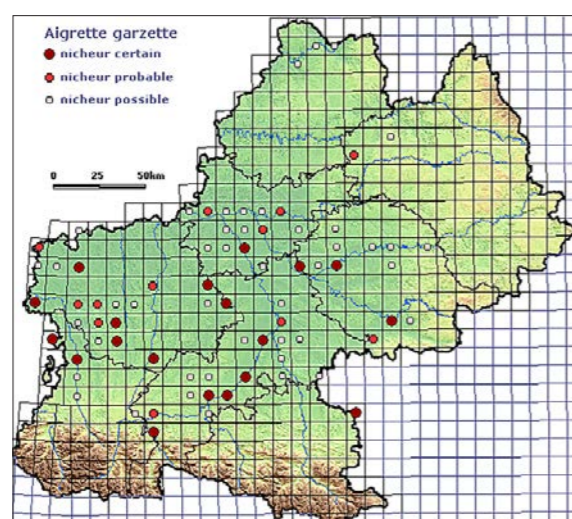 Aigrette garzette
nicheur certain
nicheur probable
nicheur possible
0 25 50km